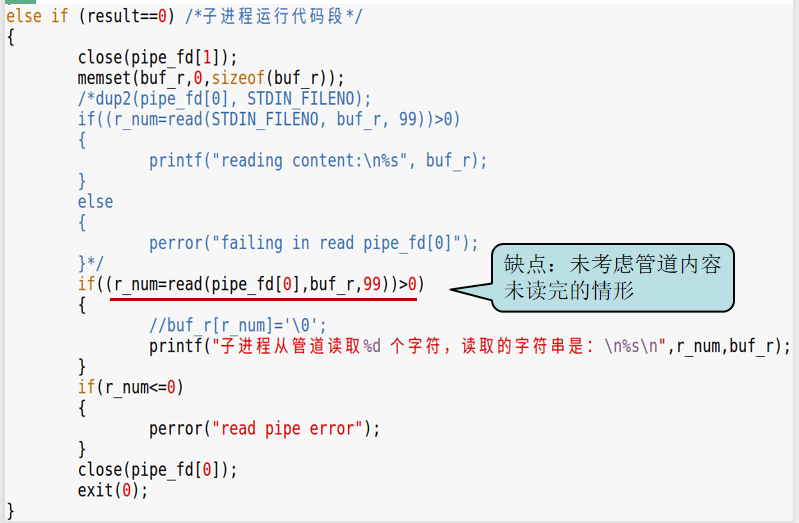 else if (result==0) /*子进程运行代码段*/
{
close(pipe_fd[1]);
memset(buf_r,0,sizeof(buf_r));
/*dup2(pipe_fd[0], STDIN_FILENO);
if((r_num=read(STDIN_FILENO, buf_r, 99))>0)
{
printf("reading content:\n%s", buf_r);
}
else
{
perror("failing in read pipe_fd[0]");
}*/
if((r_num=read(pipe_fd[0],buf_r,99))>0)
缺点：未考虑管道内容
未读完的情形
{
//buf_r[r_num]='\0';
printf("子进程从管道读取%d 个字符，读取的字符串是：\n%s\n",r_num,buf_r);
}
if(r_num<=0)
{
perror("read pipe error");
}
close(pipe_fd[0]);
exit(0);
}